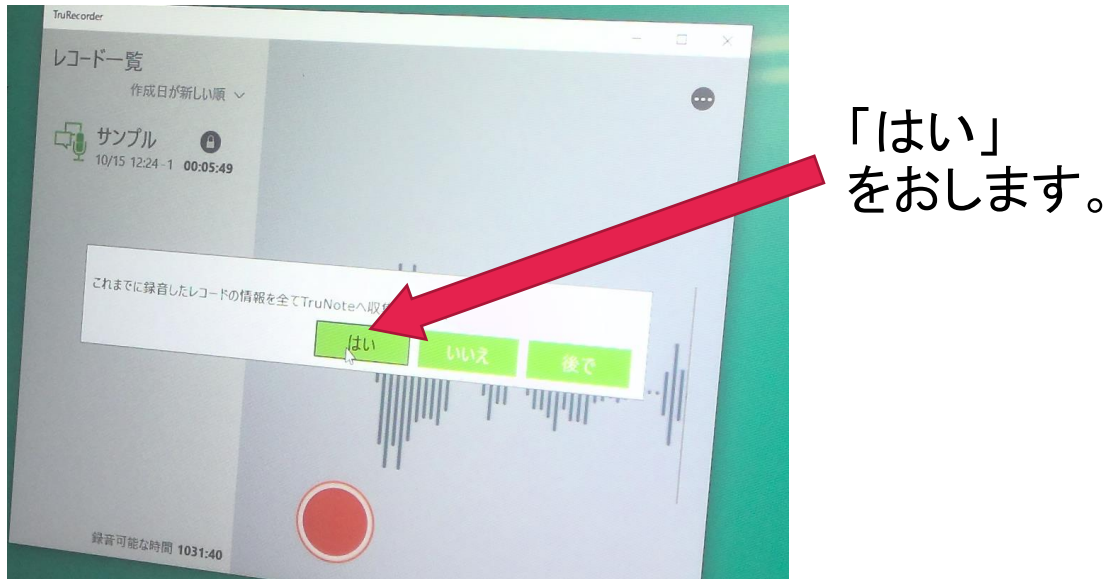 TruRecorder
レコード一覧
作成日が新しい順
サンプル
10/15 12:24 -1 00:05:49
これまでに録音したレコードの情報を全てTruNoteへ収
はい
いいえ
後で
録音可能な時間 1031:40
「はい」
をおします。